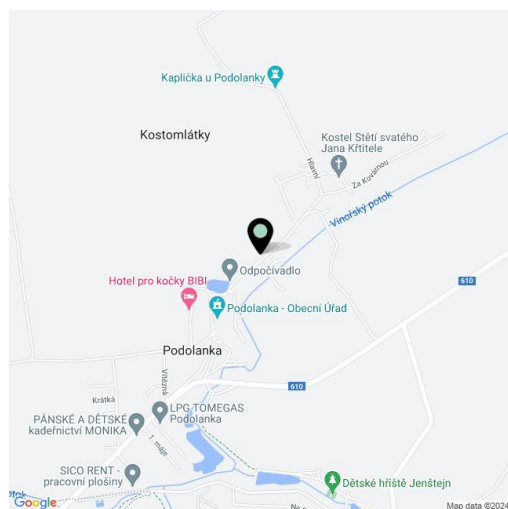 Kaplička u Podolanky
Kostomlátky
Kostel Stětí svatého
Jana Křtitele
Hlavní
Za Kovárnou
Vinořský potok
Odpočívadlo
610
Hotel pro kočky BIBI
Podolanka - Obecní Úřad
Podolanka
610
Vítězná
Krátká
LPG TOMEGAS
Podolanka
PÁNSKÉ A DĚTSKÉ
kadeřnictví MONIKA
1. máje
SICO RENT -
pracovní plošiny
Dětské hřiště Jenštejn
potok
Google
Na
Map data ©2024